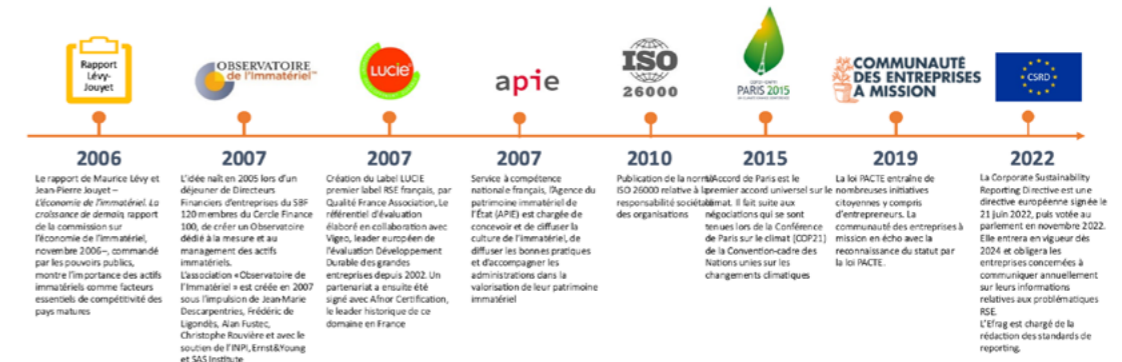 Rapport
Lévy-
Jouyet
OBSERVATOIRE
de l'Immatériel™
LUCIE
apie
ISO
26000
PARIS 2015
COMMUNAUTÉ
DES ENTREPRISES
À MISSION
CSRD
2006
Le rapport de Maurice Lévy et
Jean-Pierre Jouyet –
L'économie de l'immatériel. La
croissance de demain, rapport
de la commission sur
l'économie de l'immatériel,
novembre 2006–, commandé
par les pouvoirs publics,
montre l'importance des actifs
immatériels comme facteurs
essentiels de compétitivité des
pays matures
2007
L'idée naît en 2005 lors d'un
déjeuner de Directeurs
Financiers d'entreprises du SBF
120 membres du Cercle Finance
100, de créer un Observatoire
dédié à la mesure et au
management des actifs
immatériels.
L'association «Observatoire de
l'Immatériel » est créée en 2007
sous l'impulsion de Jean-Marie
Descarpentries, Frédéric de
Ligondès, Alan Fustec,
Christophe Rouvière et avec le
soutien de l'INPI, Ernst&Young
et SAS Institute
2007
Création du Label LUCIE
premier label RSE français, par
Qualité France Association, Le
référentiel d'évaluation
élaboré en collaboration avec
Vigeo, leader européen de
l'évaluation Développement
Durable des grandes
entreprises depuis 2002. Un
partenariat a ensuite été
signé avec Afnor Certification,
le leader historique de ce
domaine en France
2007
Service à compétence
nationale français, l'Agence du
patrimoine immatériel de
l'État (APIE) est chargée de
concevoir et de diffuser la
culture de l'immatériel, de
diffuser les bonnes pratiques
et d'accompagner les
administrations dans la
valorisation de leur patrimoine
immatériel
2010
Publication de la norme
ISO 26000 relative à la
responsabilité sociétale
des organisations
2015
L'Accord de Paris est le
premier accord universel sur le
climat. Il fait suite aux
négociations qui se sont
tenues lors de la Conférence
de Paris sur le climat (COP21)
de la Convention-cadre des
Nations unies sur les
changements climatiques
2019
La loi PACTE entraîne de
nombreuses initiatives
citoyennes y compris
d'entrepreneurs. La
communauté des entreprises à
mission en écho avec la
reconnaissance du statut par
la loi PACTE.
2022
La Corporate Sustainability
Reporting Directive est une
directive européenne signée le
21 juin 2022, puis votée au
parlement en novembre 2022.
Elle entrera en vigueur dès
2024 et obligera les
entreprises concernées à
communiquer annuellement
sur leurs informations
relatives aux problématiques
RSE.
L'Efrag est chargé de la
rédaction des standards de
reporting.